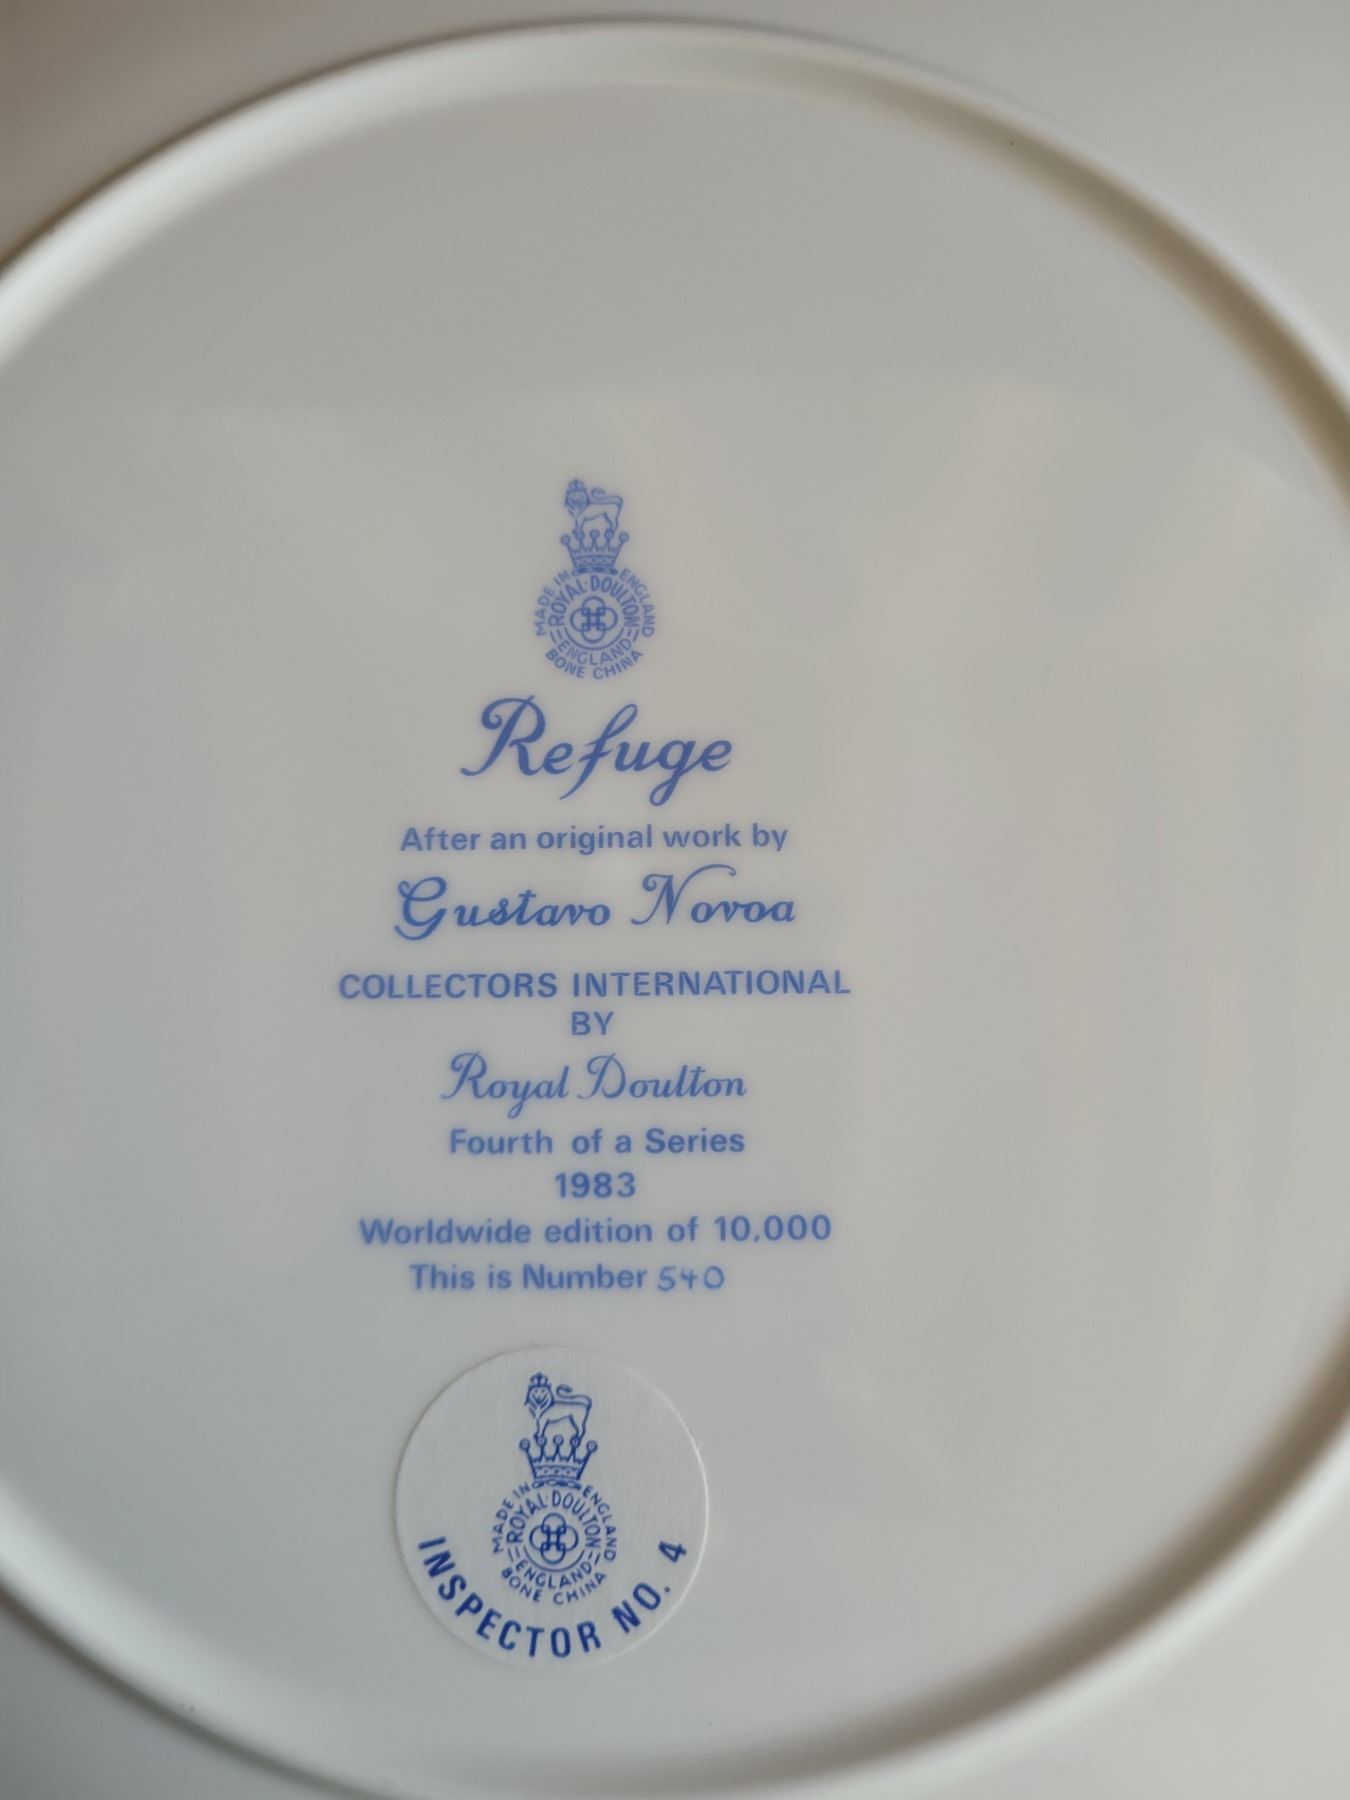 MADE IN ENGLAND
ROYAL·DOULTON
ENGLAND
BONE CHINA
Refuge
After an original work by
Gustavo Novoa
COLLECTORS INTERNATIONAL
BY
Royal Doulton
Fourth of a Series
1983
Worldwide edition of 10,000
This is Number 540
MADE IN ENGLAND
ROYAL·DOULTON
ENGLAND
BONE CHINA
INSPECTOR NO. 4